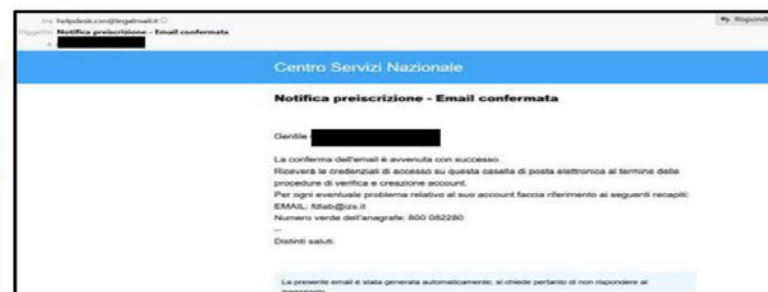 Da helpdesk.csn@legalmail.it
Rispondi
Oggetto Notifica preiscrizione - Email confermata
A
Centro Servizi Nazionale
Notifica preiscrizione - Email confermata
Gentile
La conferma dell'email è avvenuta con successo.
Riceverà le credenziali di accesso su questa casella di posta elettronica al termine delle
procedure di verifica e creazione account.
Per ogni eventuale problema relativo al suo account faccia riferimento ai seguenti recapiti:
EMAIL: fdlab@izs.it
Numero verde dell'anagrafe: 800 082280
--
Distinti saluti.
La presente email è stata generata automaticamente; si chiede pertanto di non rispondere al